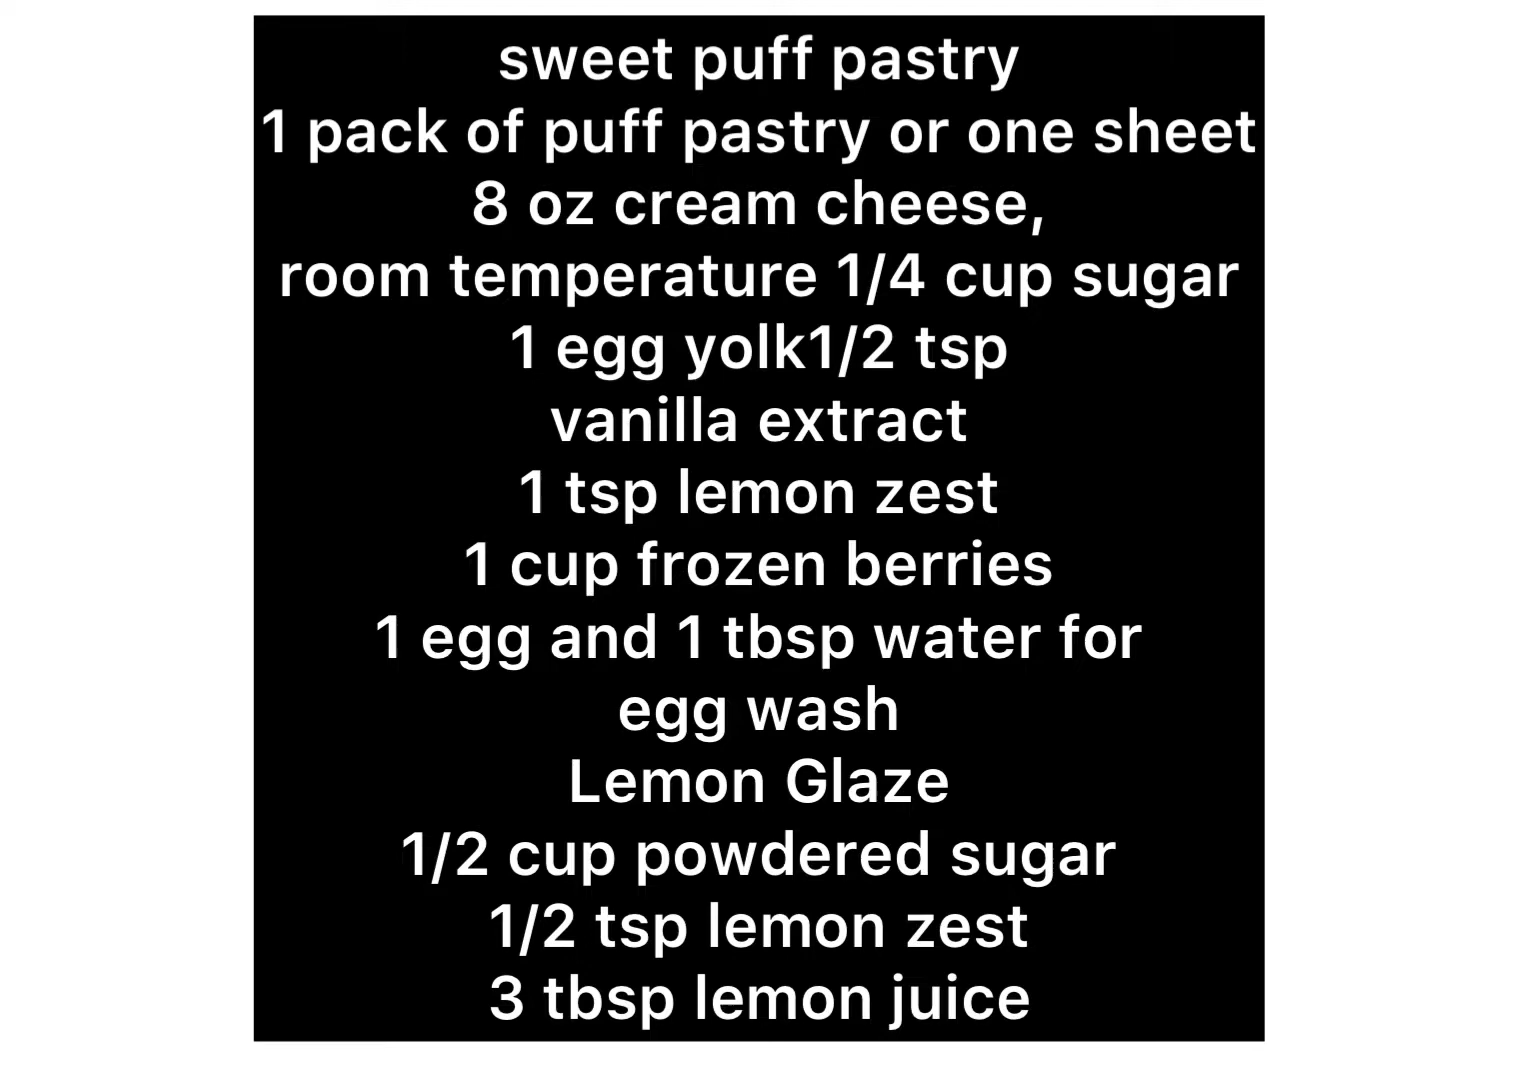 sweet puff pastry
1 pack of puff pastry or one sheet
8 oz cream cheese,
room temperature 1/4 cup sugar
1 egg yolk1/2 tsp
vanilla extract
1 tsp lemon zest
1 cup frozen berries
1 egg and 1 tbsp water for
egg wash
Lemon Glaze
1/2 cup powdered sugar
1/2 tsp lemon zest
3 tbsp lemon juice